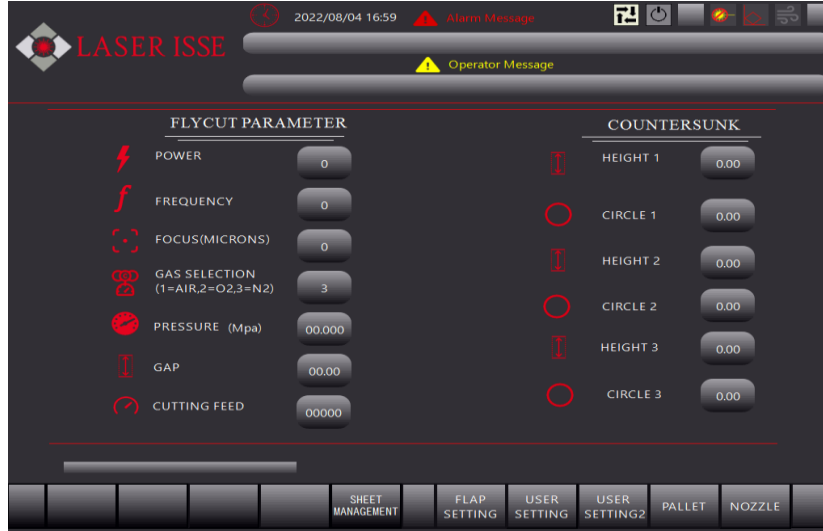 2022/08/04 16:59
Alarm Message
LASER ISSE
Operator Message
FLYCUT PARAMETER
POWER 0
FREQUENCY 0
FOCUS(MICRONS) 0
GAS SELECTION
(1=AIR,2=O2,3=N2) 3
PRESSURE (Mpa) 00.000
GAP 00.00
CUTTING FEED 00000
COUNTERSUNK
HEIGHT 1 0.00
CIRCLE 1 0.00
HEIGHT 2 0.00
CIRCLE 2 0.00
HEIGHT 3 0.00
CIRCLE 3 0.00
SHEET
MANAGEMENT
FLAP
SETTING
USER
SETTING
USER
SETTING2
PALLET
NOZZLE